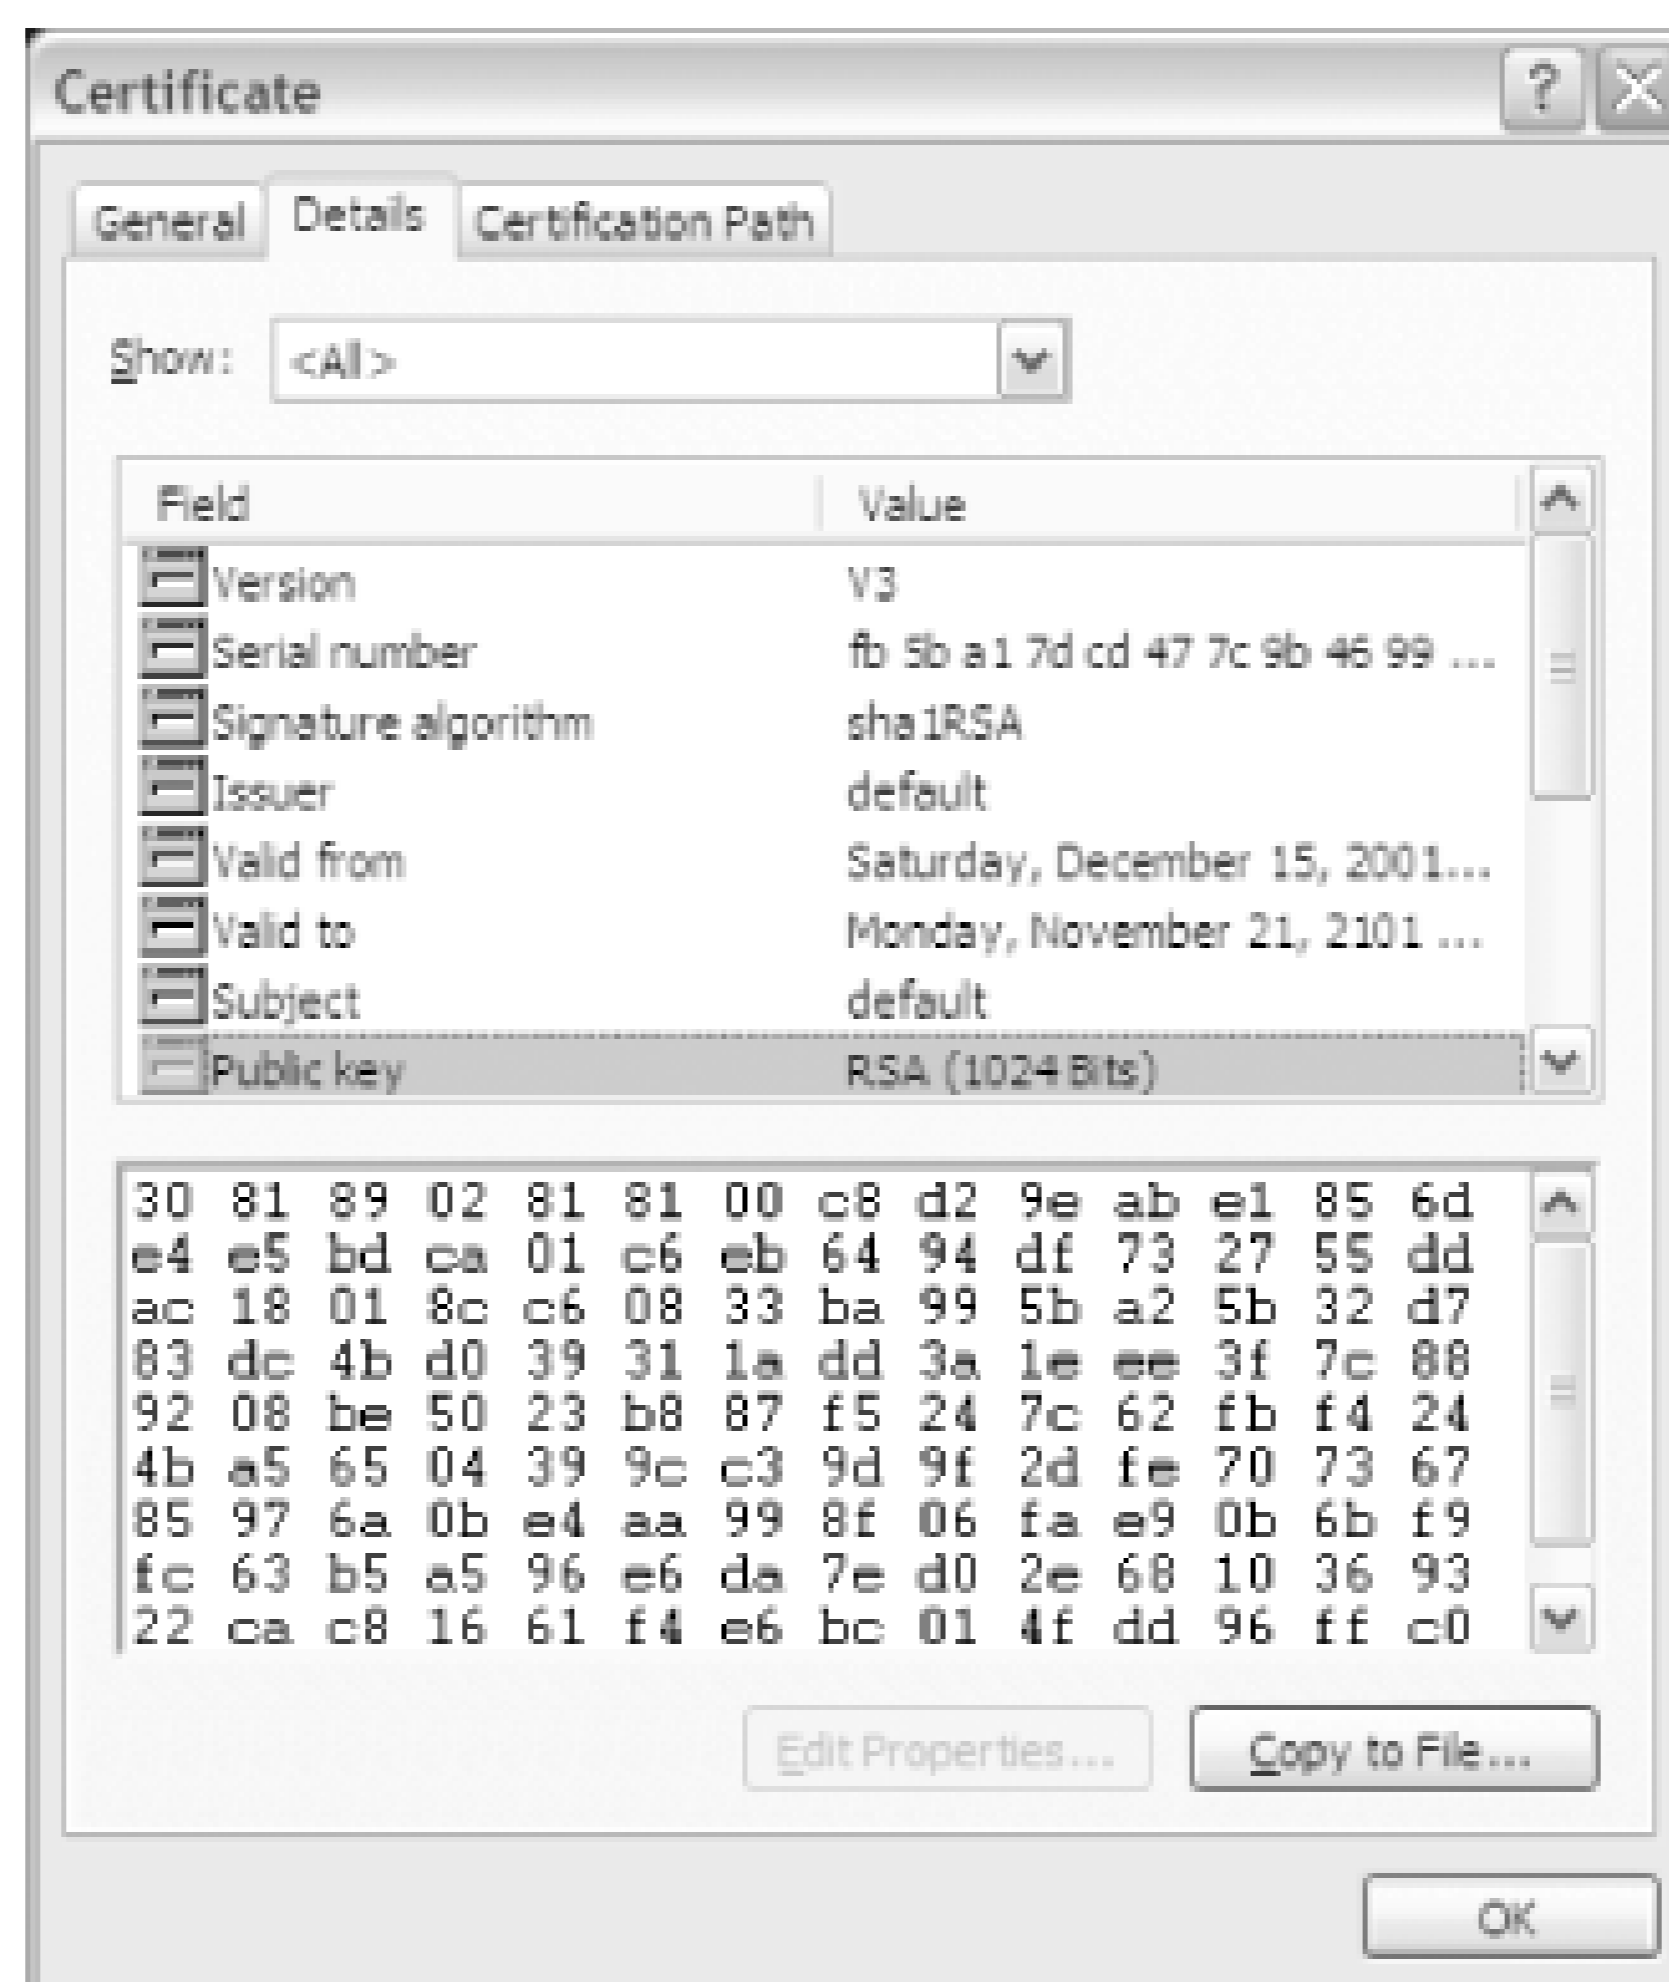 Certificate
General Details Certification Path
Show: <All>
Field Value
Version V3
Serial number fb 5b a1 7d cd 47 7c 9b 46 99 ...
Signature algorithm sha1RSA
Issuer default
Valid from Saturday, December 15, 2001...
Valid to Monday, November 21, 2101 ...
Subject default
Public key RSA (1024 Bits)
30 81 89 02 81 81 00 c8 d2 9e ab e1 85 6d
e4 e5 bd ca 01 c6 eb 64 94 df 73 27 55 dd
ac 18 01 8c c6 08 33 ba 99 5b a2 5b 32 d7
83 dc 4b d0 39 31 1a dd 3a 1e ee 3f 7c 88
92 08 be 50 23 b8 87 f5 24 7c 62 fb f4 24
4b a5 65 04 39 9c c3 9d 9f 2d fe 70 73 67
85 97 6a 0b e4 aa 99 8f 06 fa e9 0b 6b f9
fc 63 b5 a5 96 e6 da 7e d0 2e 68 10 36 93
22 ca c8 16 61 f4 e6 bc 01 4f dd 96 ff c0
Edit Properties... Copy to File...
OK